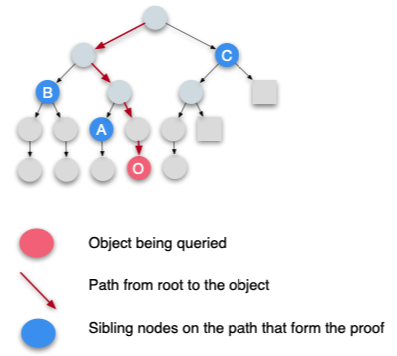 C
B
A
O
Object being queried
Path from root to the object
Sibling nodes on the path that form the proof